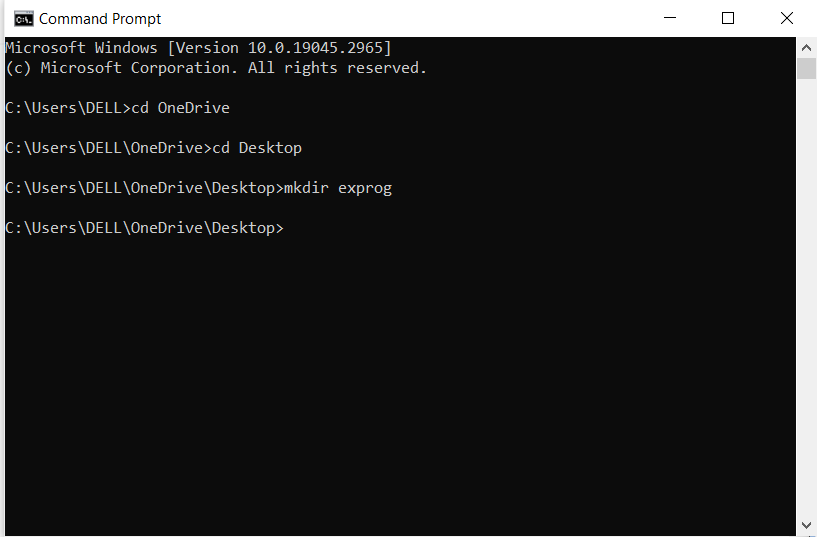 Command Prompt
Microsoft Windows [Version 10.0.19045.2965]
(c) Microsoft Corporation. All rights reserved.
C:\Users\DELL>cd OneDrive
C:\Users\DELL\OneDrive>cd Desktop
C:\Users\DELL\OneDrive\Desktop>mkdir exprog
C:\Users\DELL\OneDrive\Desktop>